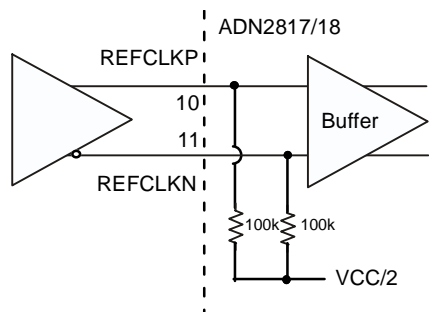 ADN2817/18
REFCLKP
10
Buffer
11
REFCLKN
100k 100k
VCC/2